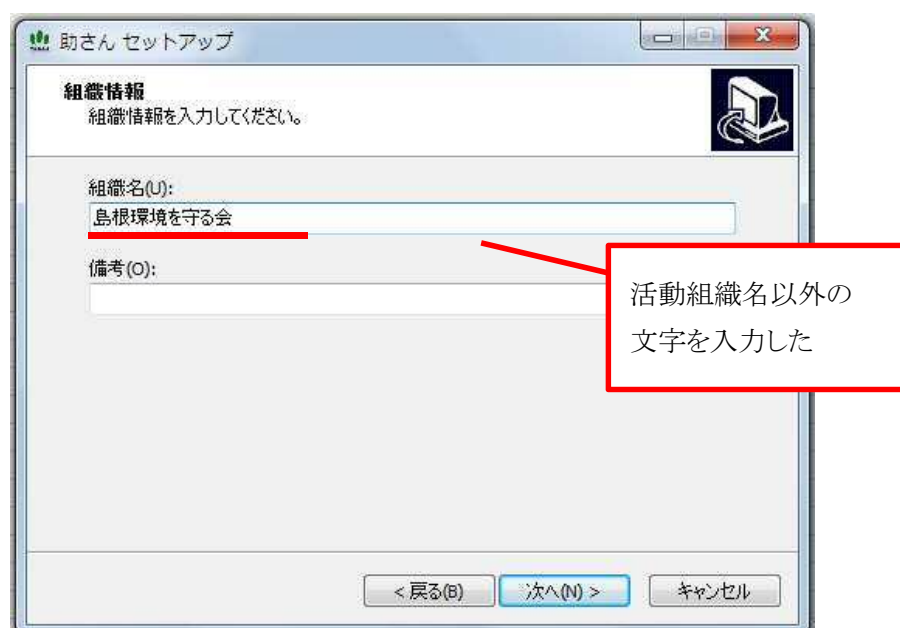 助さん セットアップ
組織情報
組織情報を入力してください。
組織名(U):
島根環境を守る会
備考(O):
活動組織名以外の
文字を入力した
< 戻る(B)
次へ(N) >
キャンセル